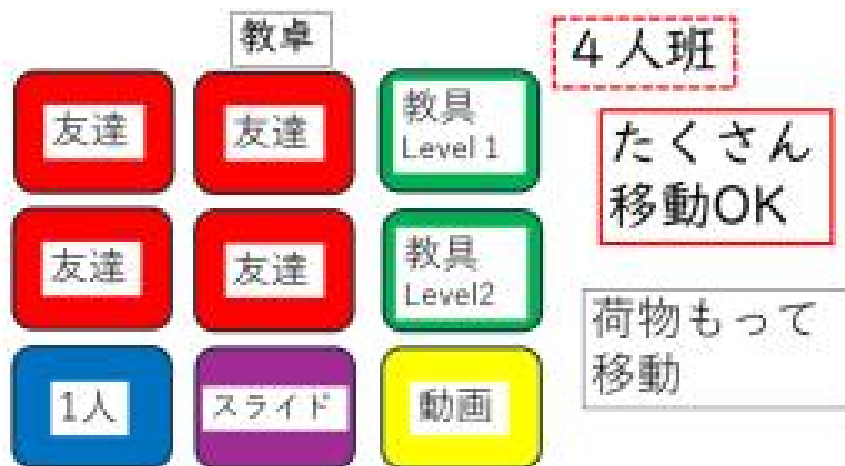 教卓
４人班
友達
友達
教具
Level 1
たくさん
移動OK
友達
友達
教具
Level2
荷物もって
移動
1人
スライド
動画